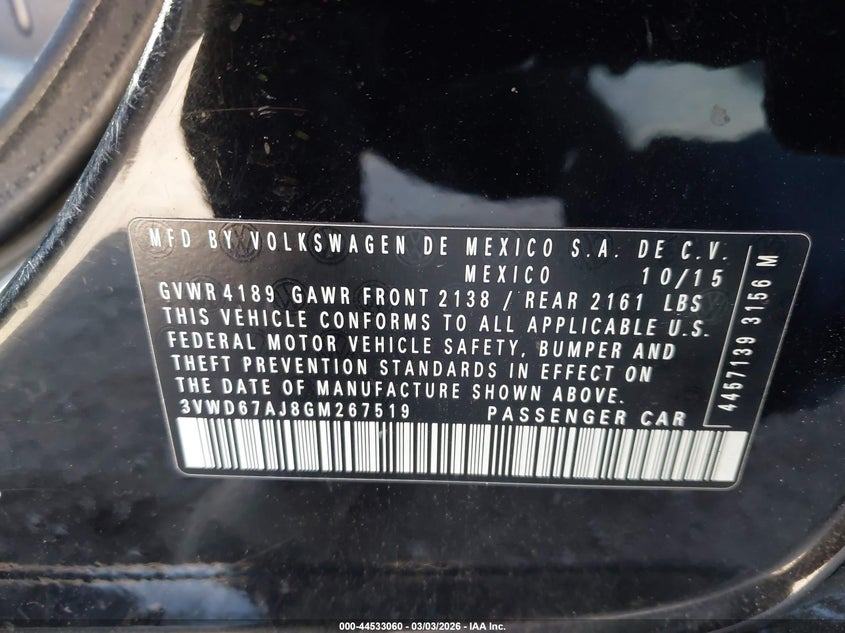 MFD BY VOLKSWAGEN DE MEXICO S.A. DE C.V.
MEXICO 10/15
GVWR 4189 GAWR FRONT 2138 / REAR 2161 LBS
THIS VEHICLE CONFORMS TO ALL APPLICABLE U.S.
FEDERAL MOTOR VEHICLE SAFETY, BUMPER AND
THEFT PREVENTION STANDARDS IN EFFECT ON
THE DATE OF MANUFACTURE SHOWN ABOVE.
3VWD67AJ8GM267519 PASSENGER CAR
4467139 3156 M
000-44533060 - 03/03/2026 - IAA Inc.